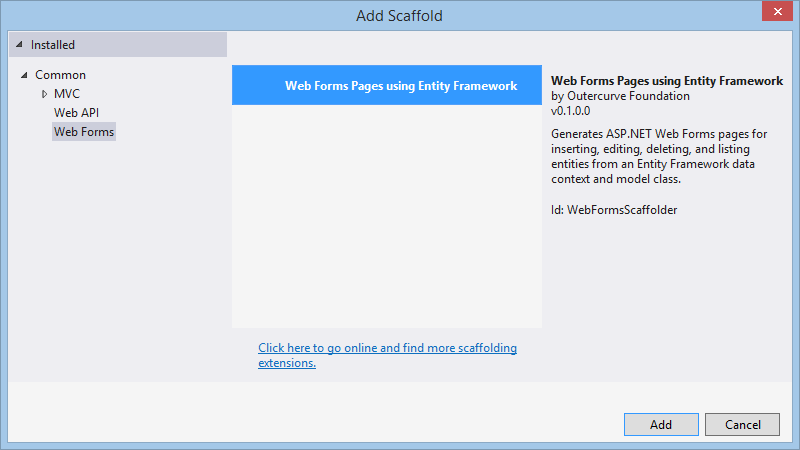 Add Scaffold
Installed
Common
MVC
Web API
Web Forms
Web Forms Pages using Entity Framework
Click here to go online and find more scaffolding
extensions.
Web Forms Pages using Entity Framework
by Outercurve Foundation
v0.1.0.0
Generates ASP.NET Web Forms pages for
inserting, editing, deleting, and listing
entities from an Entity Framework data
context and model class.
Id: WebFormsScaffolder
Add
Cancel